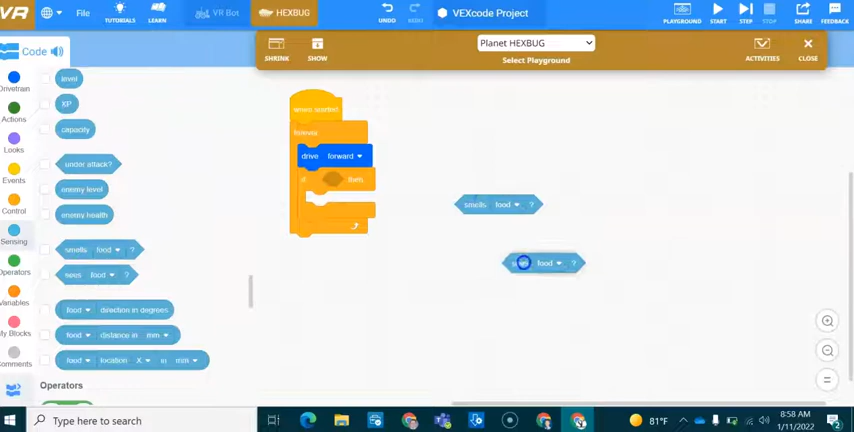 VR
File
TUTORIALS
LEARN
VR Bot
HEXBUG
UNDO
REDO
VEXcode Project
PLAYGROUND
START
STEP
STOP
SHARE
FEEDBACK
Code
SHRINK
SHOW
Planet HEXBUG
Select Playground
ACTIVITIES
CLOSE
Drivetrain
Actions
Looks
Events
Control
Sensing
Operators
Variables
My Blocks
Comments
level
XP
capacity
under attack?
enemy level
enemy health
smells food ?
sees food ?
food direction in degrees
food distance in mm
food location X in mm
Operators
when started
forever
drive forward
if then
smells food ?
food ?
Type here to search
81°F
8:58 AM
1/11/2022
2